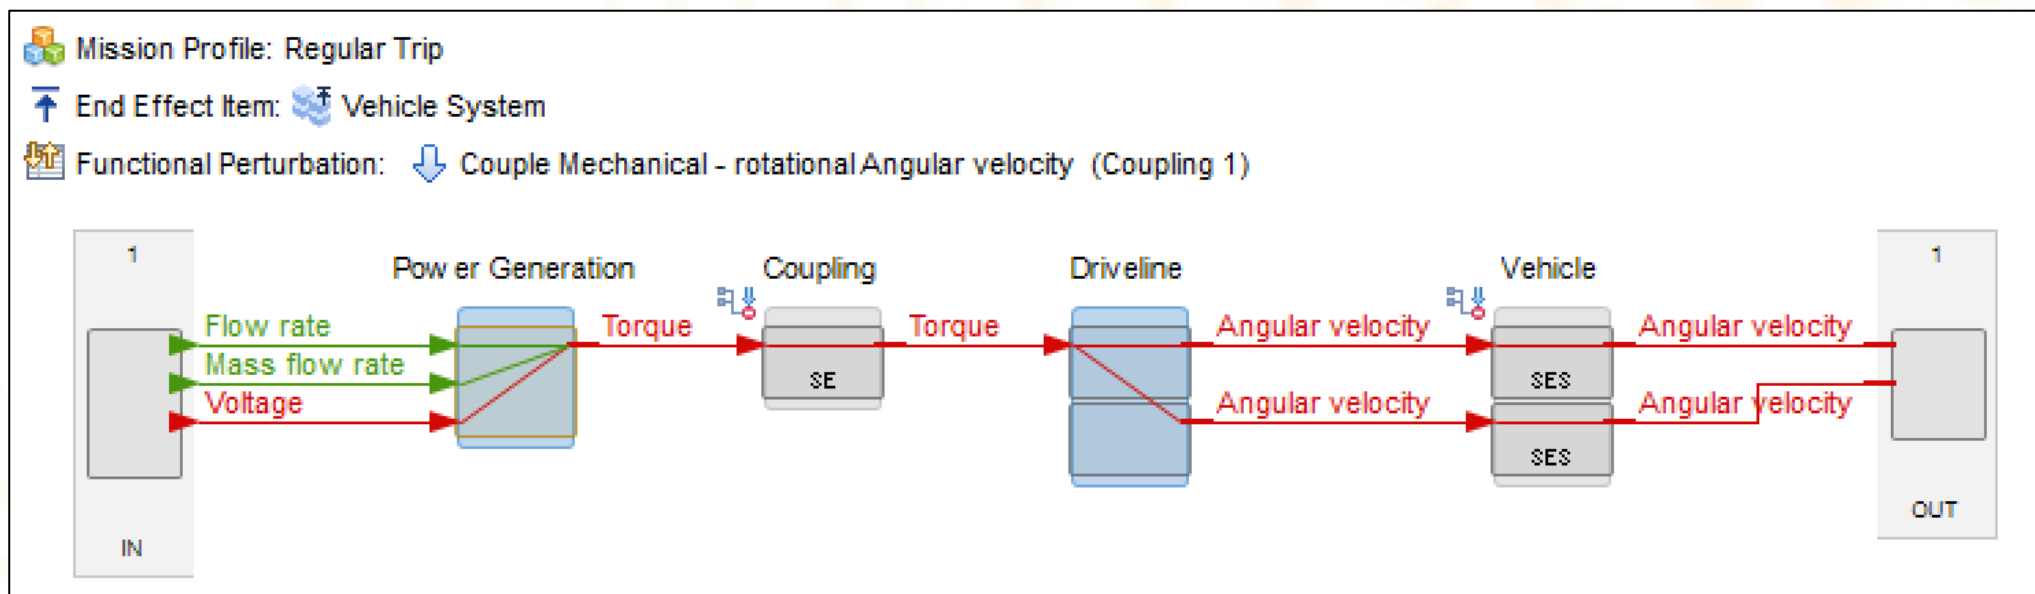 Mission Profile: Regular Trip
End Effect Item: Vehicle System
Functional Perturbation: Couple Mechanical - rotational Angular velocity (Coupling 1)
1
Power Generation
Coupling
Driveline
Vehicle
1
Flow rate
Torque
Torque
Angular velocity
Angular velocity
Mass flow rate
SE
SES
Voltage
Angular velocity
Angular velocity
SES
OUT
IN